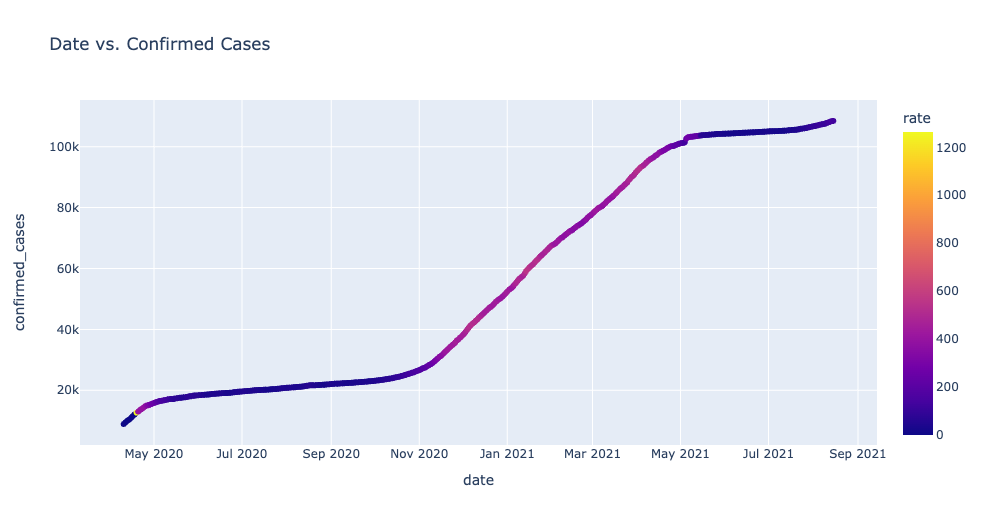 Date vs. Confirmed Cases
confirmed_cases
100k
80k
60k
40k
20k
May 2020
Jul 2020
Sep 2020
Nov 2020
Jan 2021
Mar 2021
May 2021
Jul 2021
Sep 2021
date
rate
1200
1000
800
600
400
200
0